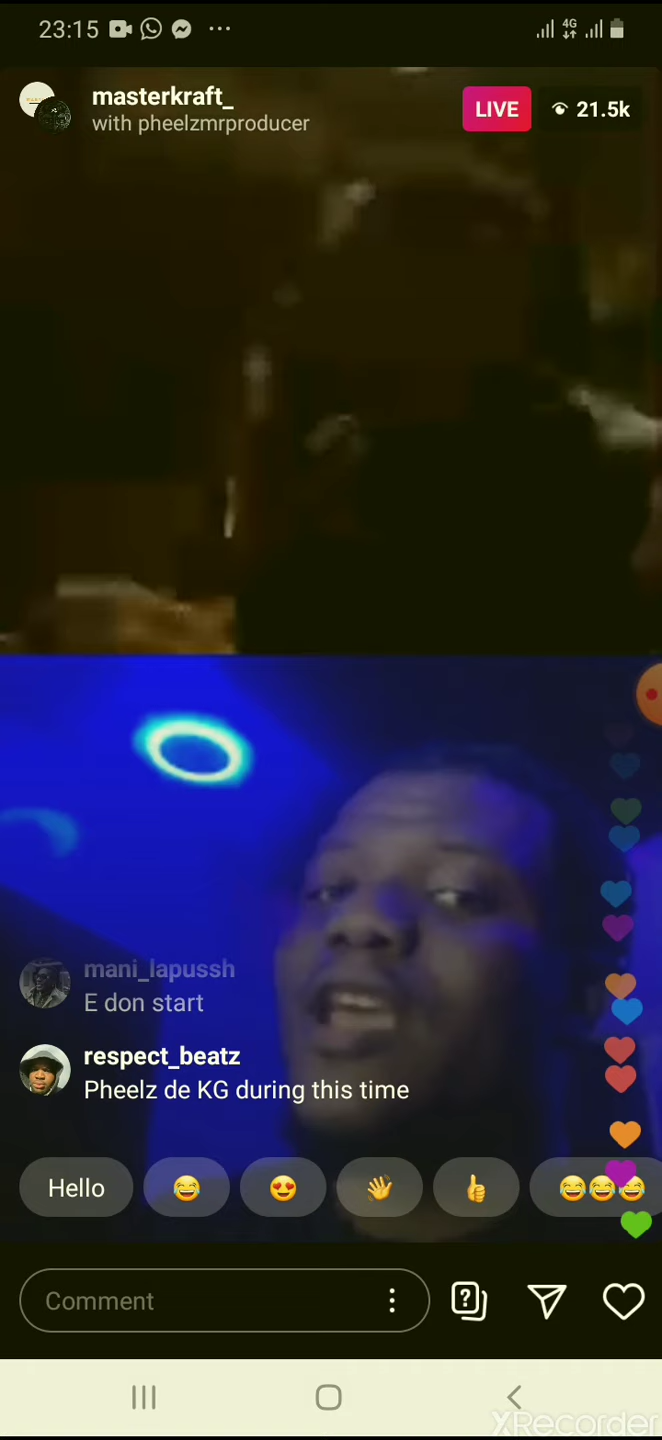 23:15
4G
masterkraft_
with pheelzmrproducer
LIVE
21.5k
mani_lapussh
E don start
respect_beatz
Pheelz de KG during this time
Hello
Comment
XRecorder